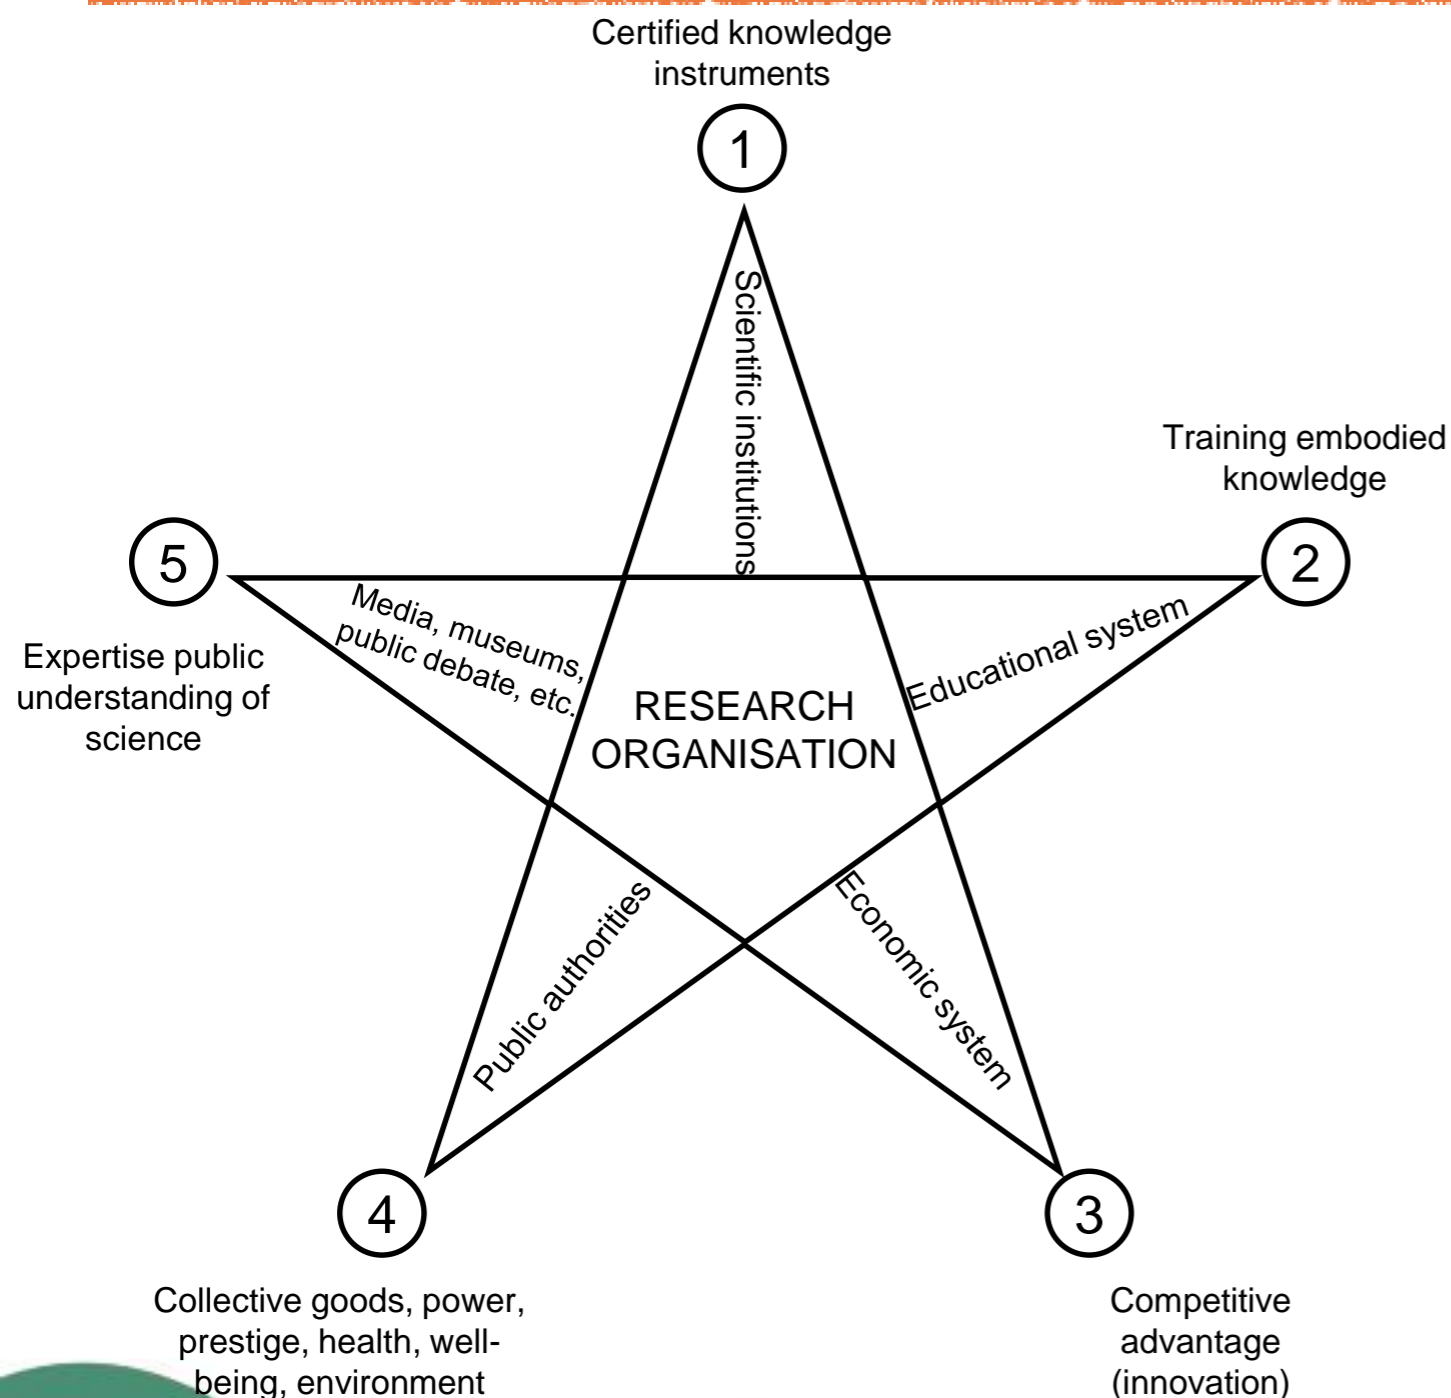 Certified knowledge
instruments
1
Scientific institutions
Training embodied
knowledge
2
Educational system
5
Media, museums,
public debate, etc.
Expertise public
understanding of
science
RESEARCH
ORGANISATION
Public authorities
Economic system
4
3
Collective goods, power,
prestige, health, well-
being, environment
Competitive
advantage
(innovation)